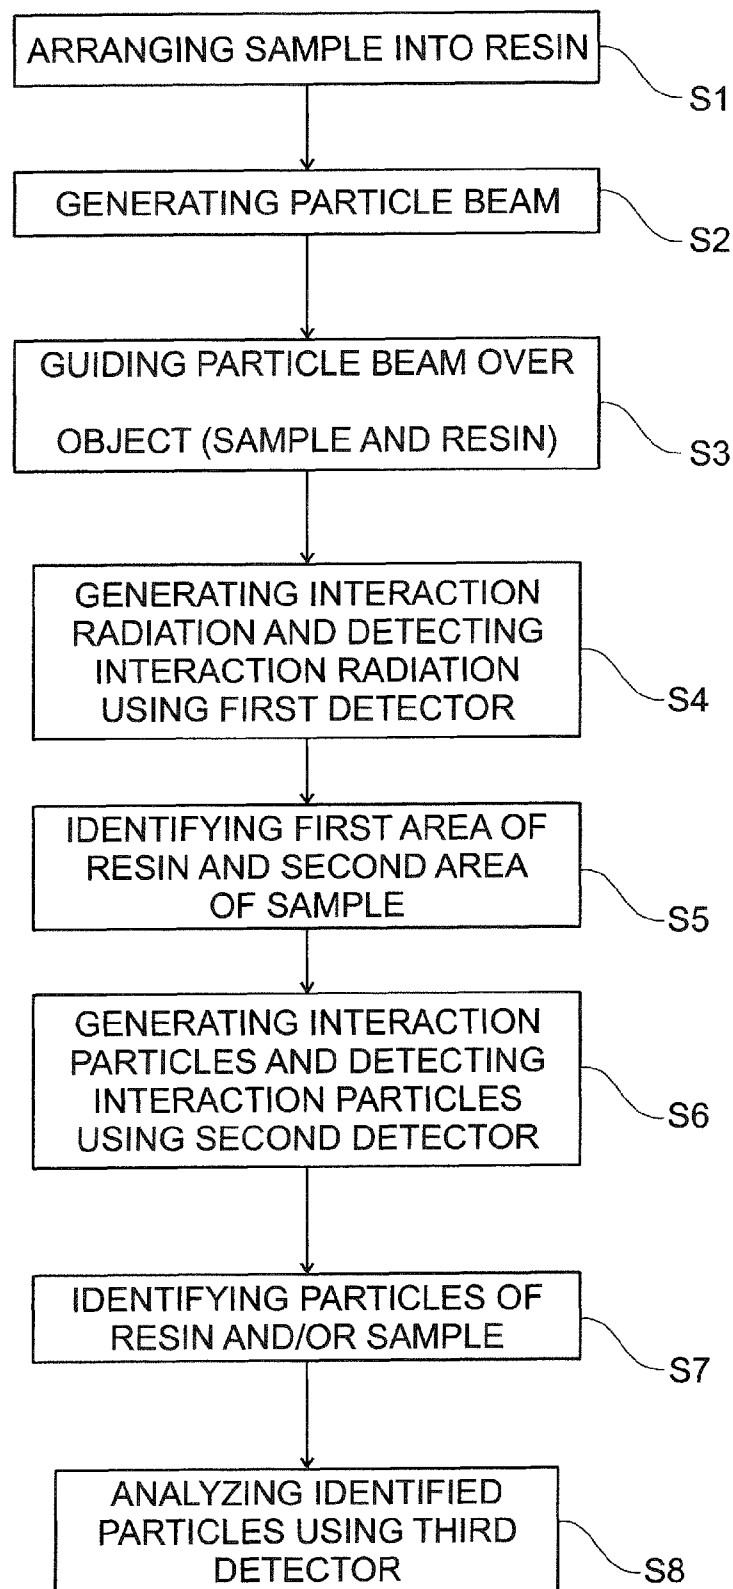 ARRANGING SAMPLE INTO RESIN
S1
GENERATING PARTICLE BEAM
S2
GUIDING PARTICLE BEAM OVER
OBJECT (SAMPLE AND RESIN)
S3
GENERATING INTERACTION
RADIATION AND DETECTING
INTERACTION RADIATION
USING FIRST DETECTOR
S4
IDENTIFYING FIRST AREA OF
RESIN AND SECOND AREA
OF SAMPLE
S5
GENERATING INTERACTION
PARTICLES AND DETECTING
INTERACTION PARTICLES
USING SECOND DETECTOR
S6
IDENTIFYING PARTICLES OF
RESIN AND/OR SAMPLE
S7
ANALYZING IDENTIFIED
PARTICLES USING THIRD
DETECTOR
S8